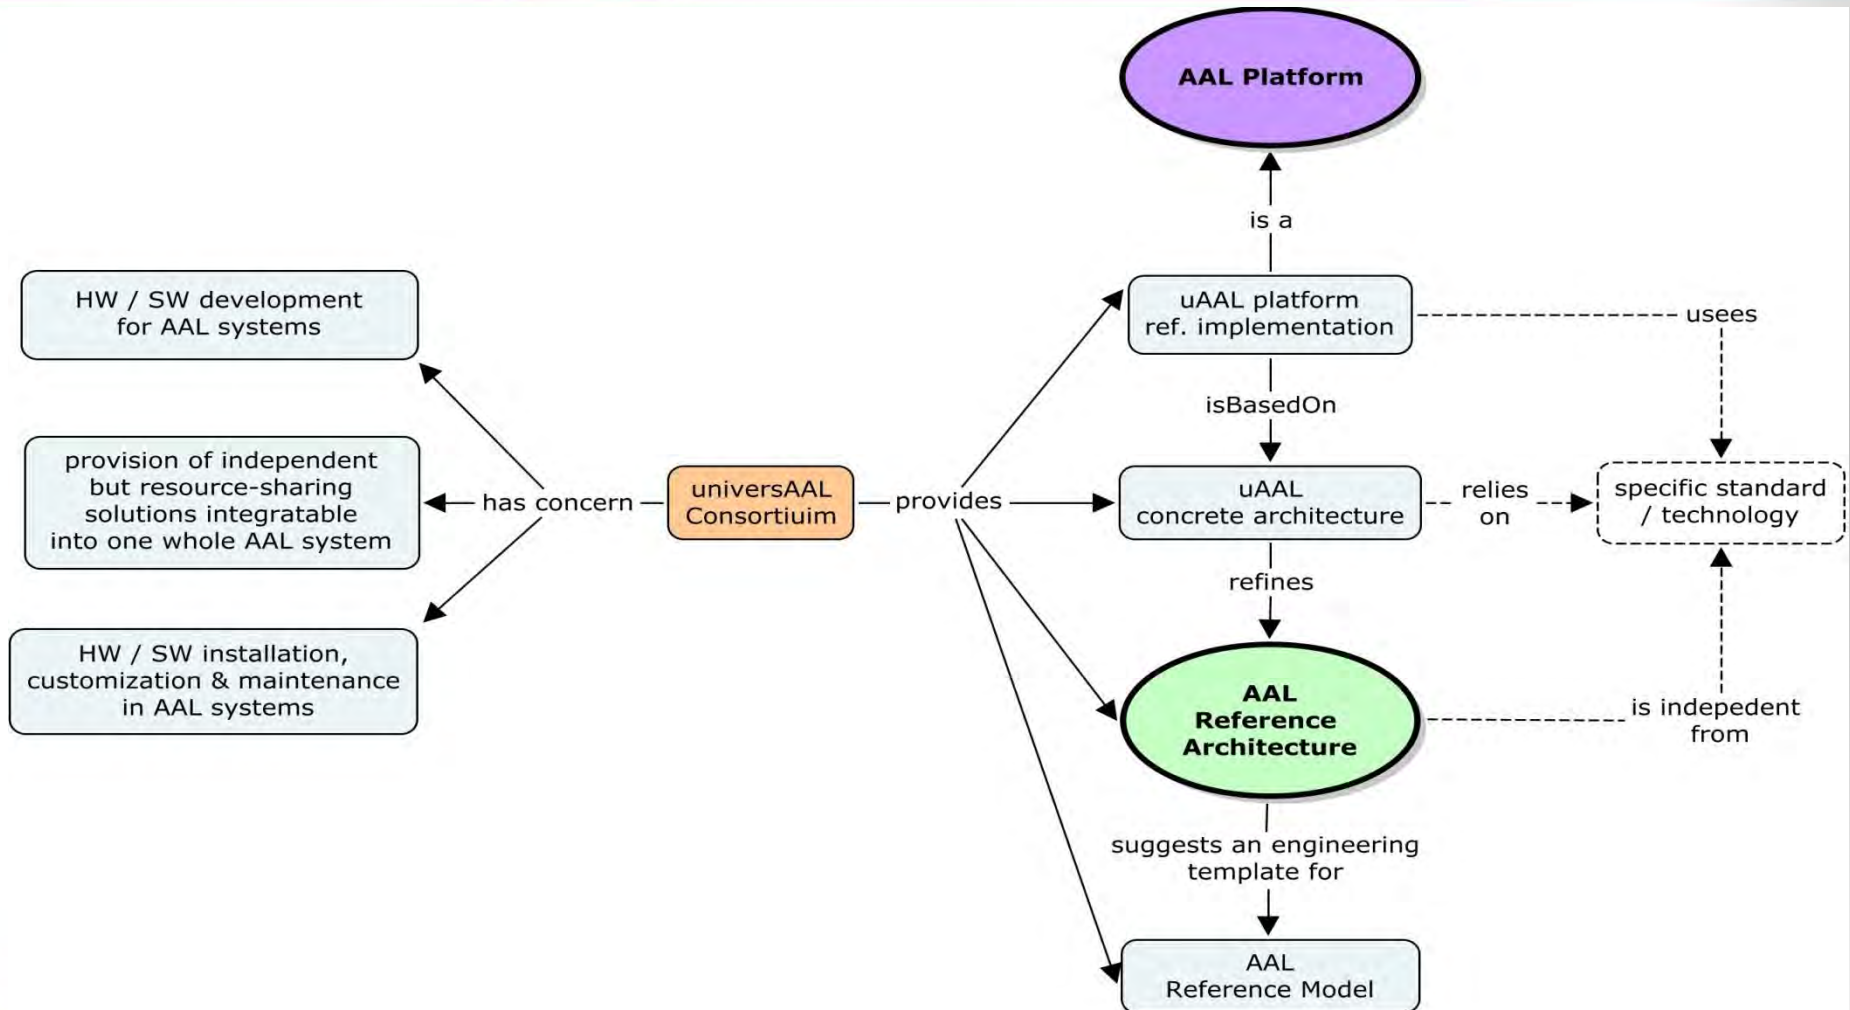 AAL Platform
is a
HW / SW development
for AAL systems
uAAL platform
ref. implementation
usees
isBasedOn
provision of independent
but resource-sharing
solutions integratable
into one whole AAL system
has concern
universAAL
Consortiuim
provides
uAAL
concrete architecture
relies
on
specific standard
/ technology
refines
HW / SW installation,
customization & maintenance
in AAL systems
AAL
Reference
Architecture
is indepedent
from
suggests an engineering
template for
AAL
Reference Model